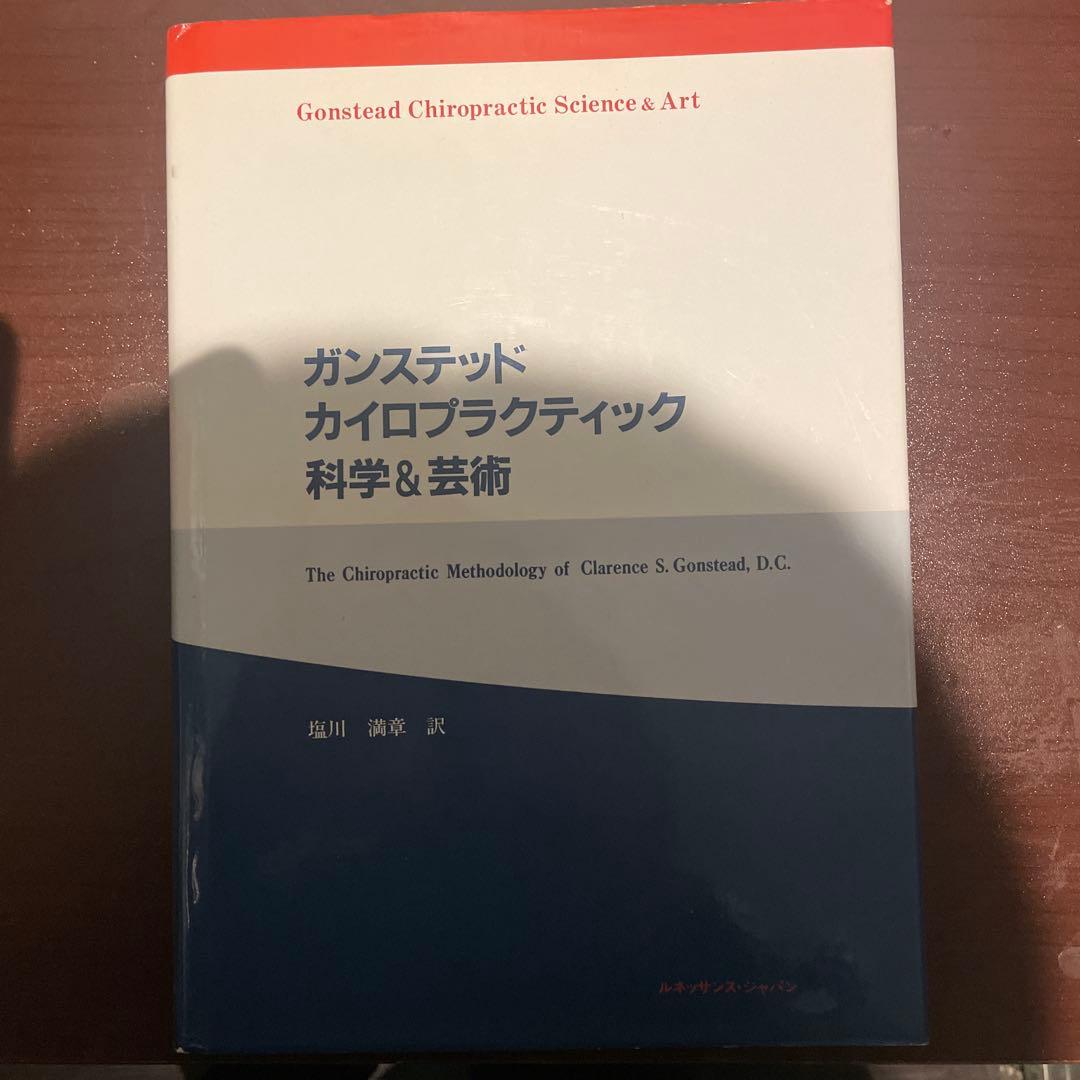 Gonstead Chiropractic Science & Art
ガンステッド
カイロプラクティック
科学&芸術
The Chiropractic Methodology of Clarence S. Gonstead, D.C.
塩川 満章 訳
ルネッサンス・ジャパン